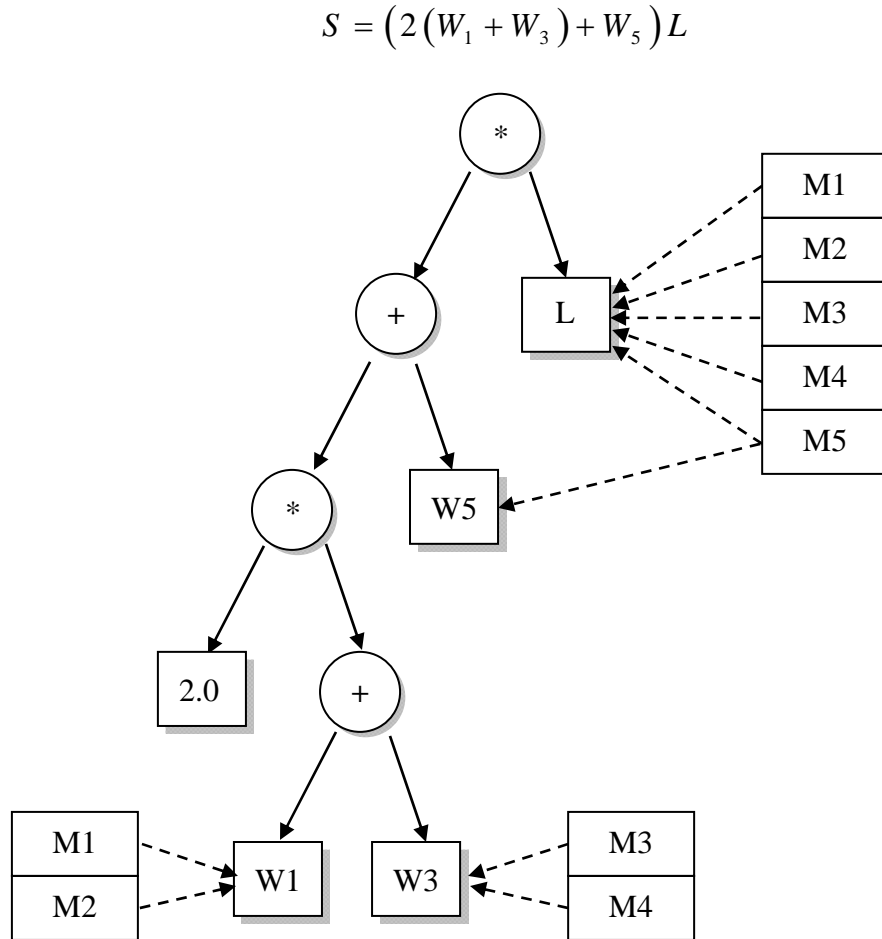 S = (2(W₁ + W₃) + W₅)L
*
M1
M2
+
L
M3
M4
M5
*
W5
2.0
+
M1
M2
W1
W3
M3
M4